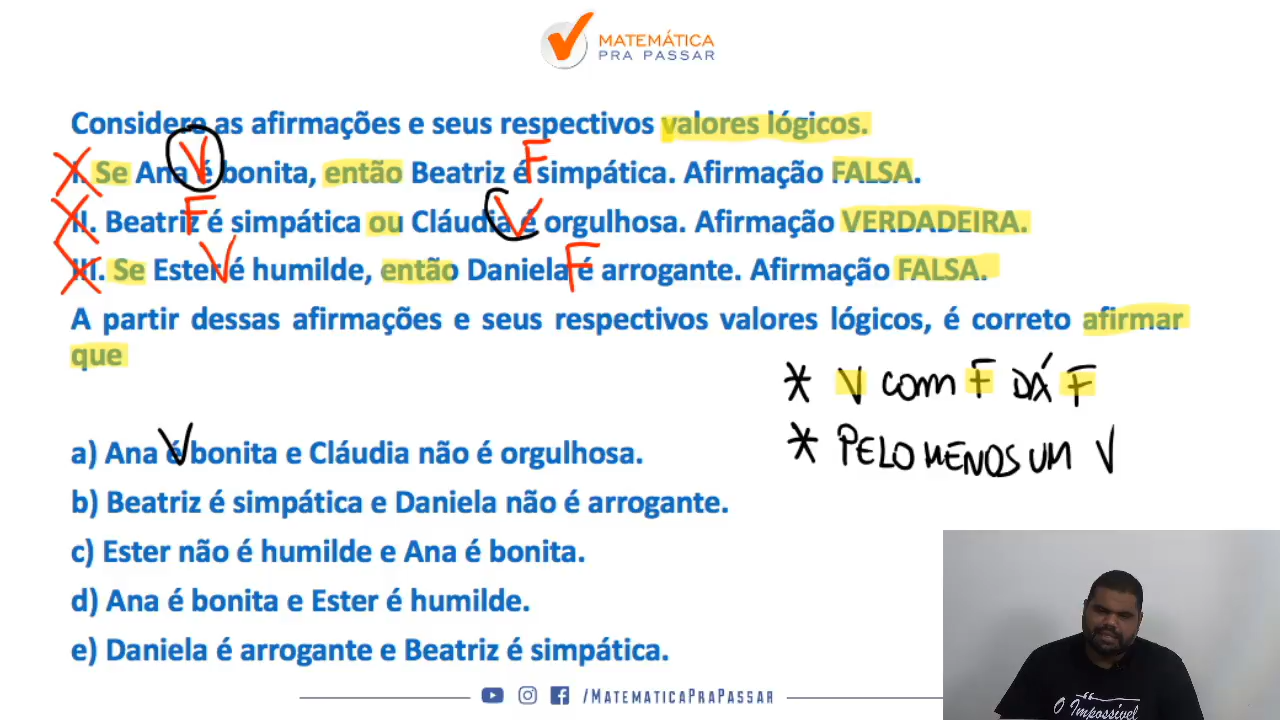 MATEMÁTICA
PRA PASSAR
Considere as afirmações e seus respectivos valores lógicos.
V F
I. Se Ana é bonita, então Beatriz é simpática. Afirmação FALSA.
F V
II. Beatriz é simpática ou Cláudia é orgulhosa. Afirmação VERDADEIRA.
V F
III. Se Ester é humilde, então Daniela é arrogante. Afirmação FALSA.
A partir dessas afirmações e seus respectivos valores lógicos, é correto afirmar
que
* V com F DÁ F
V
a) Ana é bonita e Cláudia não é orgulhosa.
* PELO MENOS UM V
b) Beatriz é simpática e Daniela não é arrogante.
c) Ester não é humilde e Ana é bonita.
d) Ana é bonita e Ester é humilde.
e) Daniela é arrogante e Beatriz é simpática.
/MATEMATICAPRAPASSAR
O Impossível